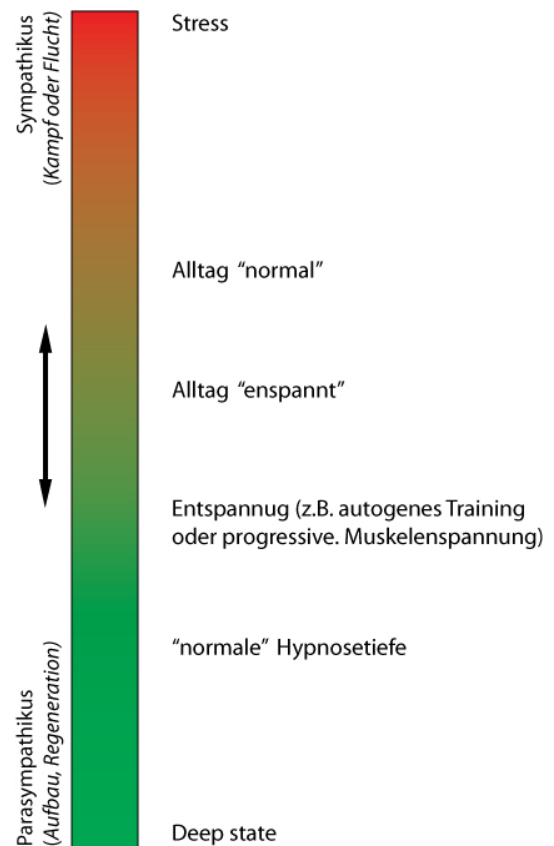 Sympathikus
(Kampf oder Flucht)
Stress
Alltag “normal”
Alltag “enspannt”
Entspannug (z.B. autogenes Training
oder progressive. Muskelenspannung)
“normale” Hypnosetiefe
Parasympathikus
(Aufbau, Regeneration)
Deep state